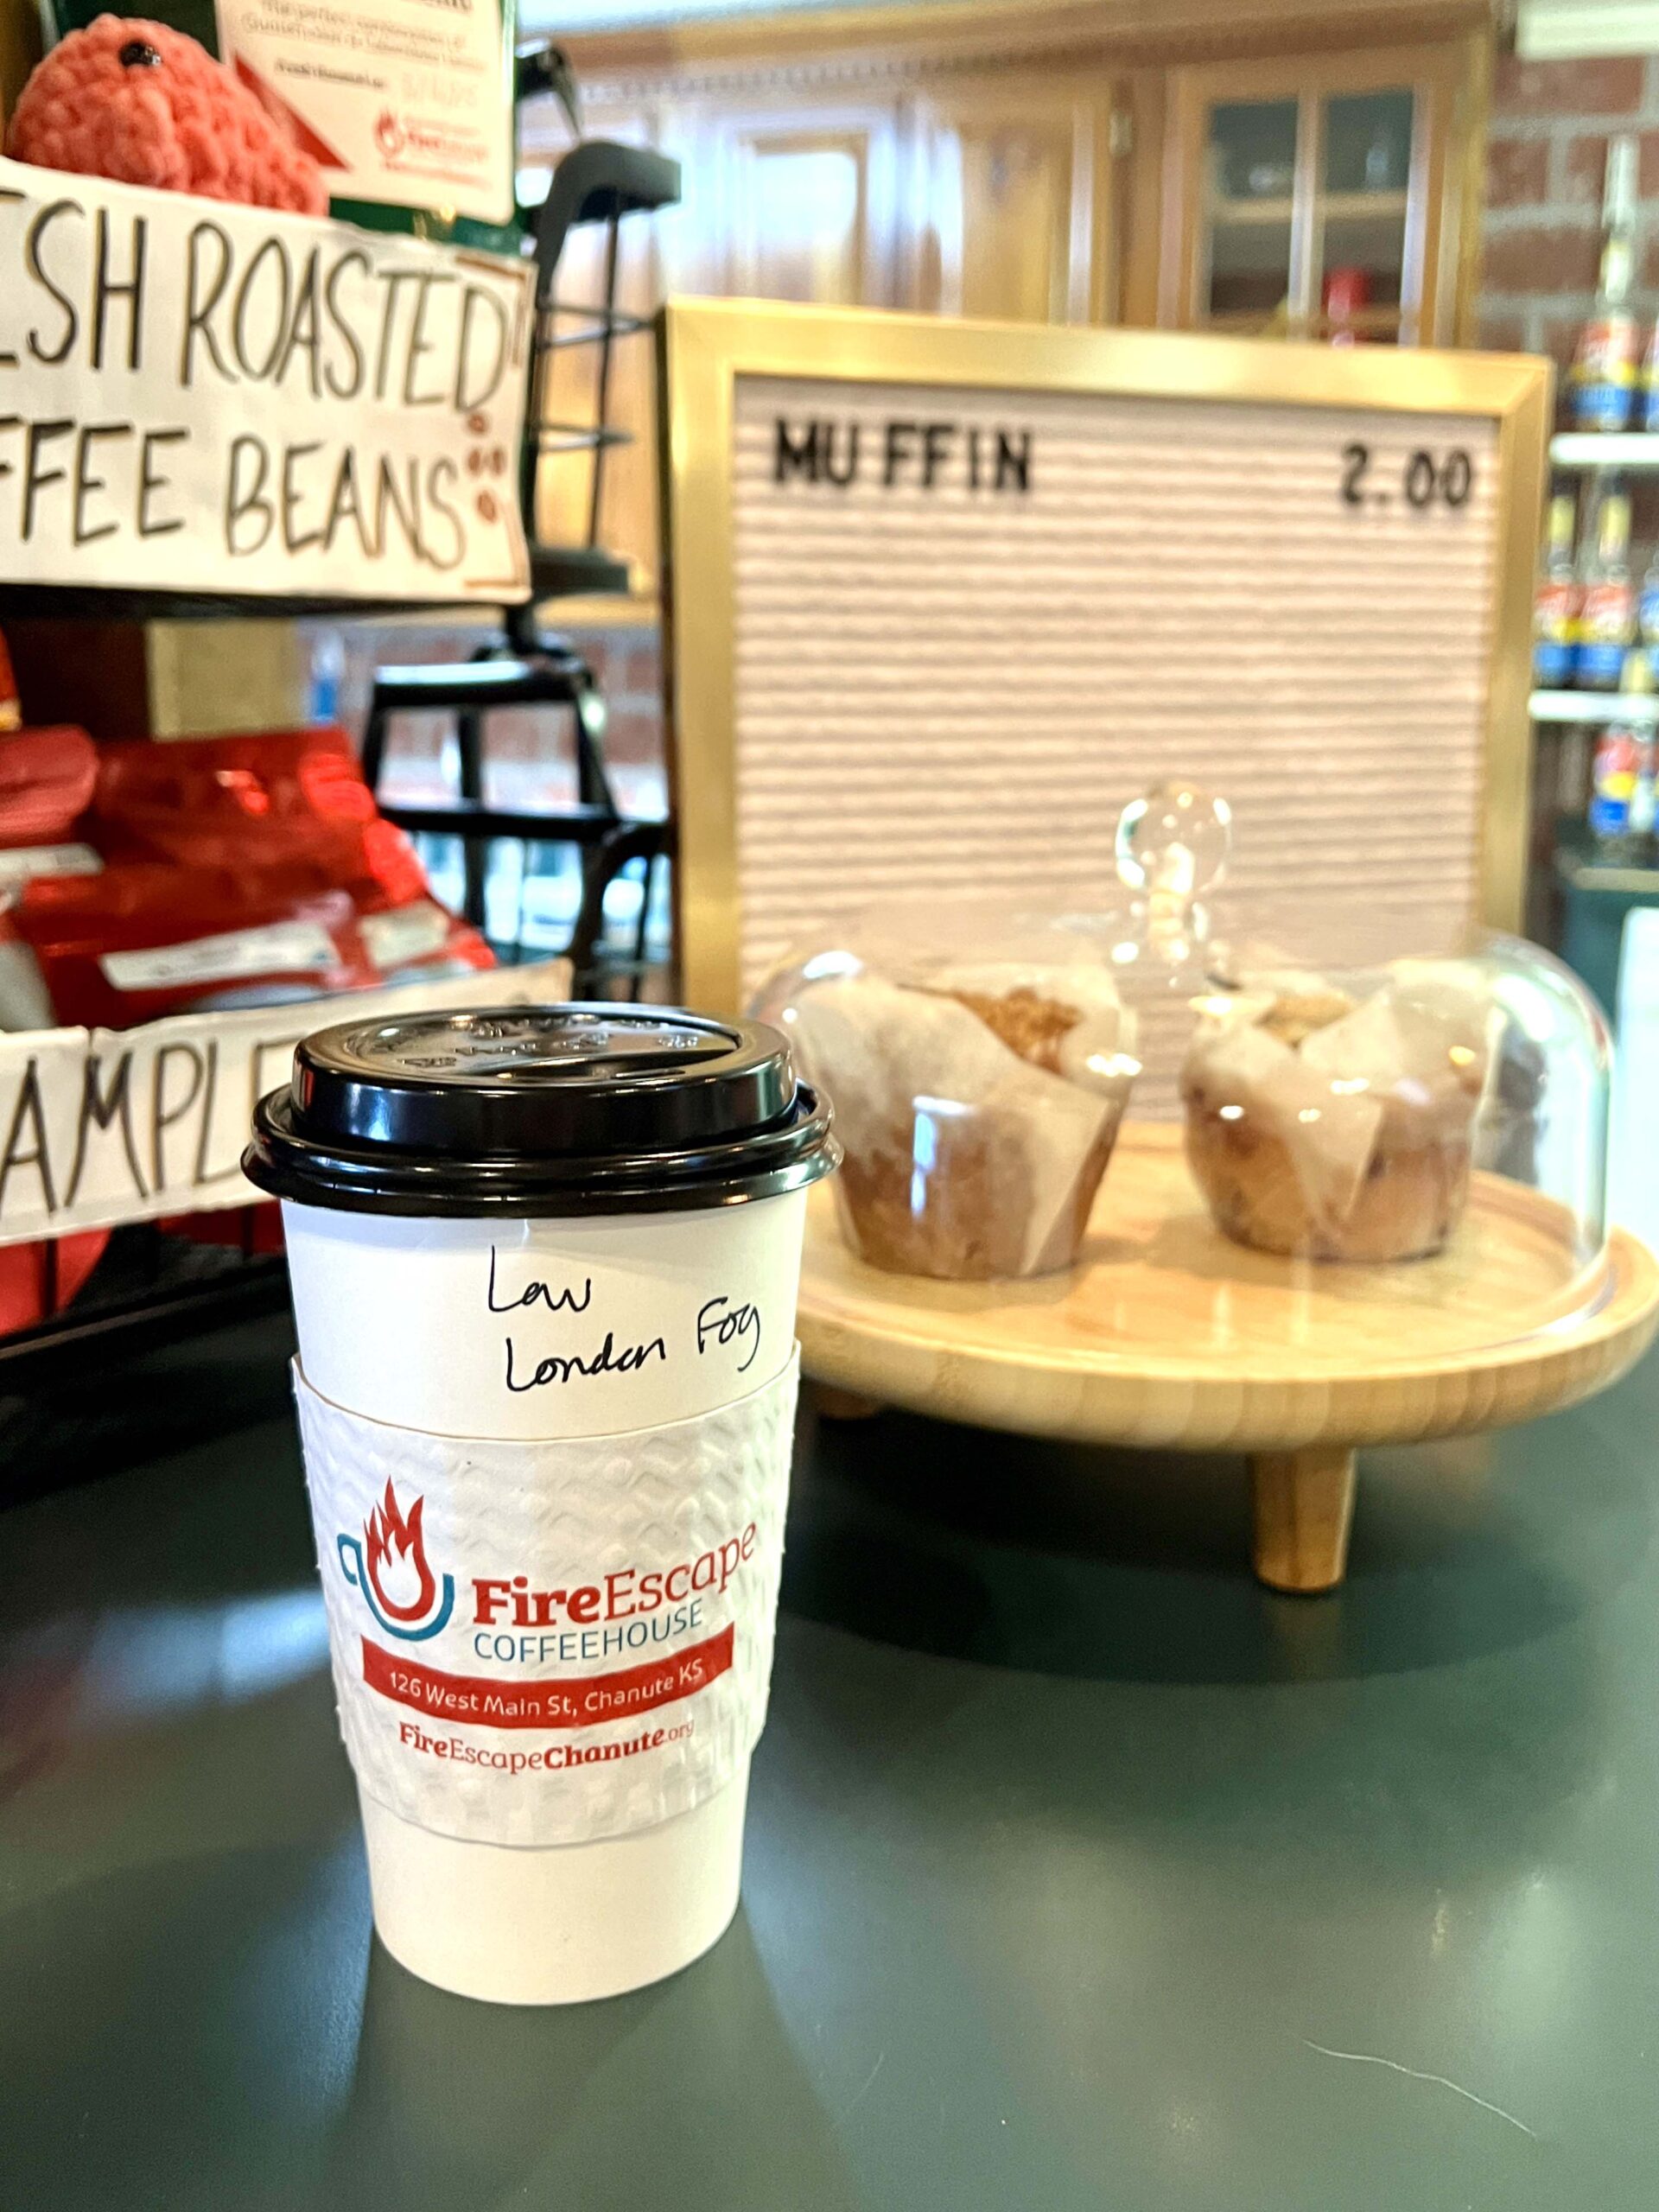 ESH ROASTED
FFEE BEANS
MUFFIN 2.00
AMPLE
Law
London Fog
FireEscape
COFFEEHOUSE
126 West Main St, Chanute KS
FireEscapeChanute.org